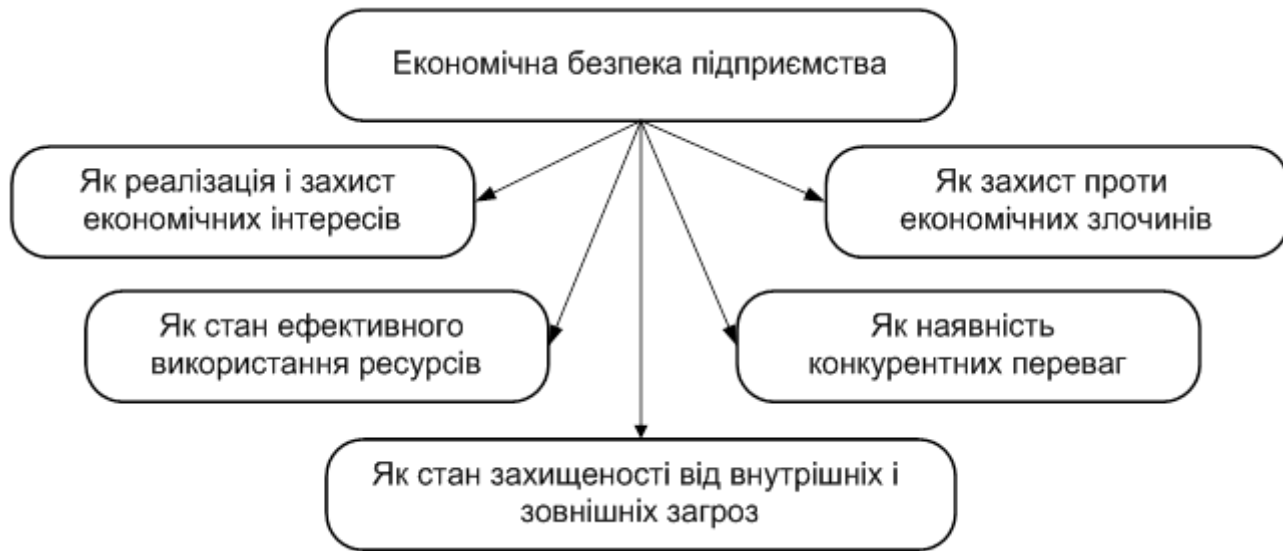 Економічна безпека підприємства
Як реалізація і захист
економічних інтересів
Як захист проти
економічних злочинів
Як стан ефективного
використання ресурсів
Як наявність
конкурентних переваг
Як стан захищеності від внутрішніх і
зовнішніх загроз